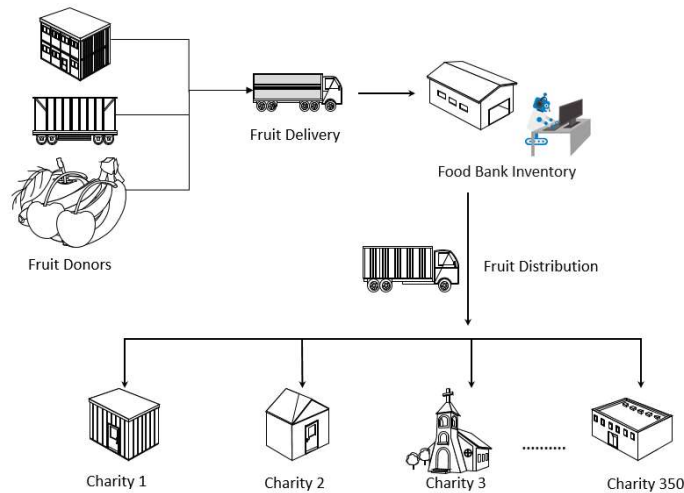 Fruit Delivery
Food Bank Inventory
Fruit Donors
Fruit Distribution
Charity 1
Charity 2
Charity 3
..........
Charity 350